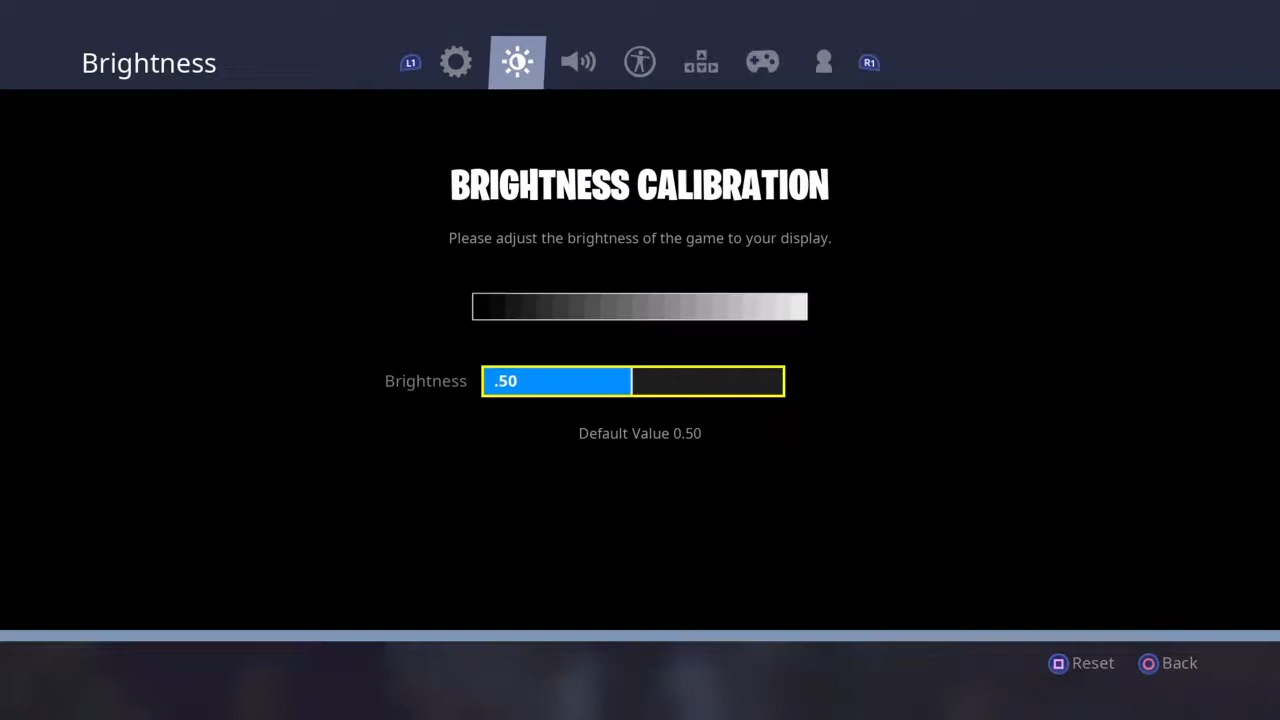 Brightness
L1
R1
BRIGHTNESS CALIBRATION
Please adjust the brightness of the game to your display.
Brightness .50
Default Value 0.50
Reset Back